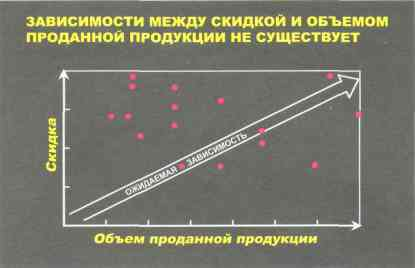 ЗАВИСИМОСТИ МЕЖДУ СКИДКОЙ И ОБЪЕМОМ
ПРОДАННОЙ ПРОДУКЦИИ НЕ СУЩЕСТВУЕТ
Скидка
ОЖИДАЕМАЯ ЗАВИСИМОСТЬ
Объем проданной продукции